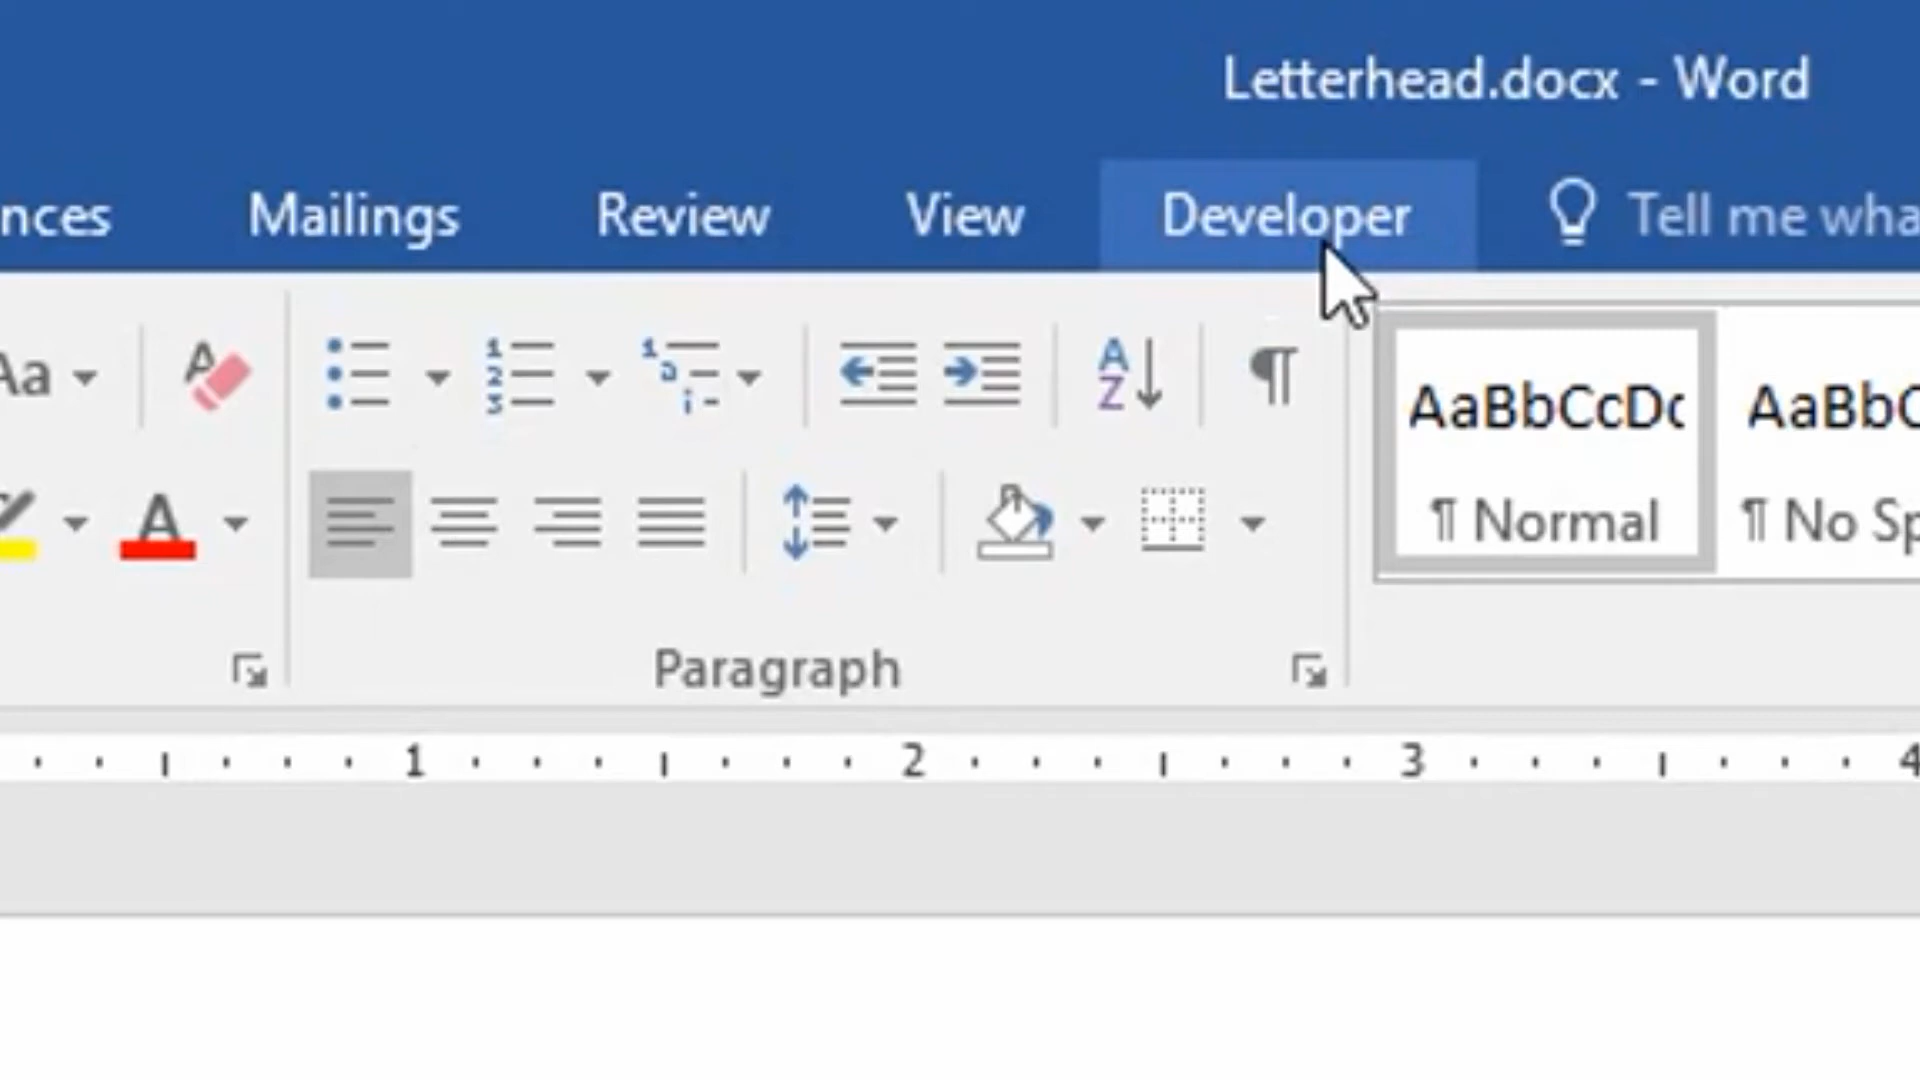 Letterhead.docx - Word
nces Mailings Review View Developer Tell me wha
Aa
AaBbCcDc AaBbC
¶ Normal ¶ No Sp
Paragraph
1 2 3 4